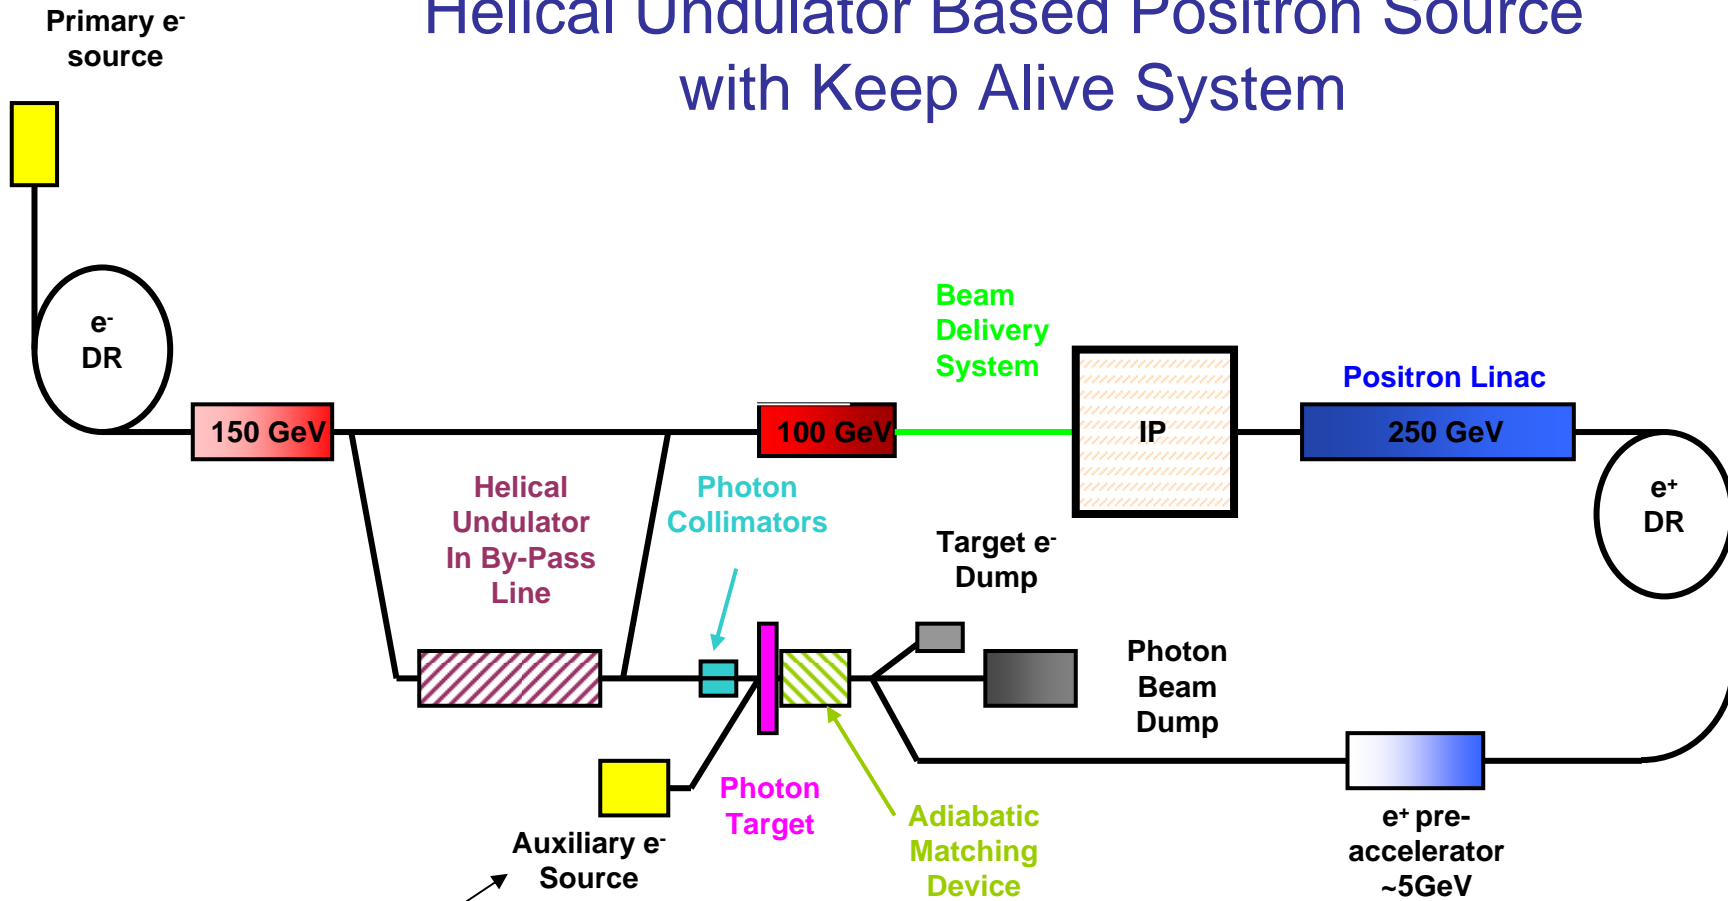 Helical Undulator Based Positron Source
with Keep Alive System
Primary e-
source
e-
DR
150 GeV
100 GeV
Beam
Delivery
System
IP
Positron Linac
250 GeV
e+
DR
Helical
Undulator
In By-Pass
Line
Photon
Collimators
Target e-
Dump
Photon
Beam
Dump
Photon
Target
Auxiliary e-
Source
Adiabatic
Matching
Device
e+ pre-
accelerator
~5GeV